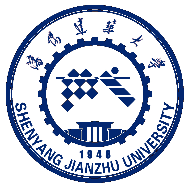 沈阳建筑大学
1948
SHENYANG JIANZHU UNIVERSITY